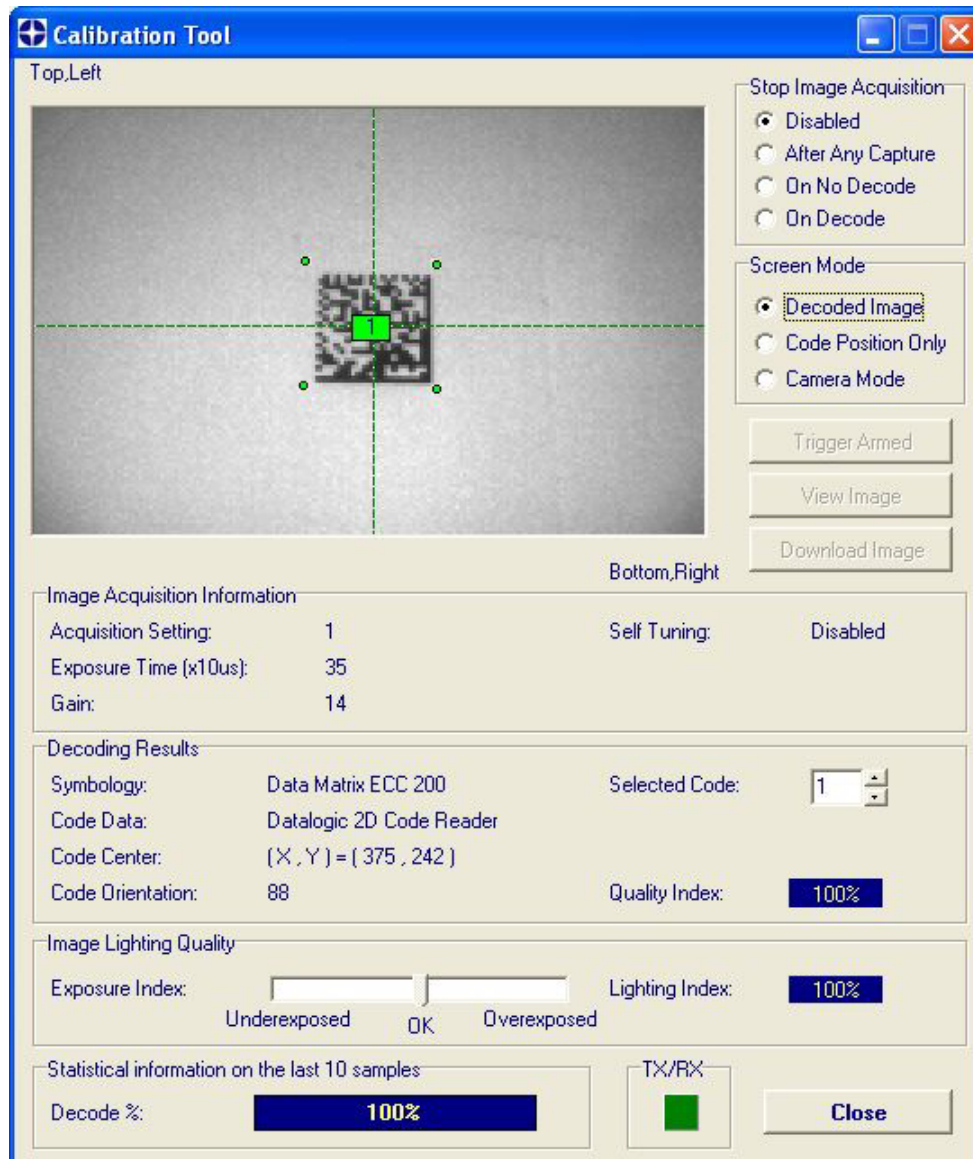 Calibration Tool
Top,Left
1
Bottom,Right
Stop Image Acquisition
Disabled
After Any Capture
On No Decode
On Decode
Screen Mode
Decoded Image
Code Position Only
Camera Mode
Trigger Armed
View Image
Download Image
Image Acquisition Information
Acquisition Setting: 1 Self Tuning: Disabled
Exposure Time (x10us): 35
Gain: 14
Decoding Results
Symbology: Data Matrix ECC 200 Selected Code: 1
Code Data: Datalogic 2D Code Reader
Code Center: ( X , Y ) = ( 375 , 242 )
Code Orientation: 88 Quality Index: 100%
Image Lighting Quality
Exposure Index: Lighting Index: 100%
Underexposed OK Overexposed
Statistical information on the last 10 samples
Decode %: 100%
TX/RX
Close